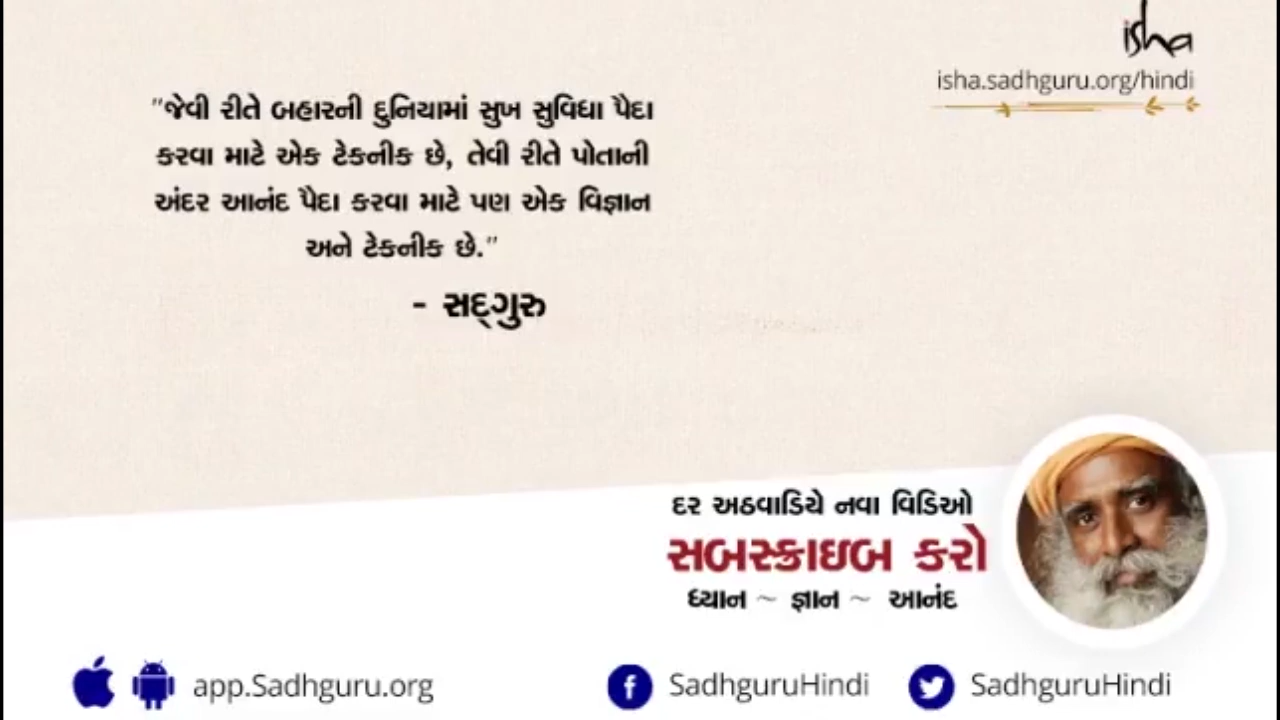 isha
isha.sadhguru.org/hindi
"જેવી રીતે બહારની દુનિયામાં સુખ સુવિધા પૈદા
કરવા માટે એક ટેકનીક છે, તેવી રીતે પોતાની
અંદર આનંદ પૈદા કરવા માટે પણ એક વિજ્ઞાન
અને ટેકનીક છે."
- સદ્‌ગુરુ
દર અઠવાડિયે નવા વિડિઓ
સબસ્ક્રાઇબ કરો
ધ્યાન ~ જ્ઞાન ~ આનંદ
app.Sadhguru.org
SadhguruHindi
SadhguruHindi